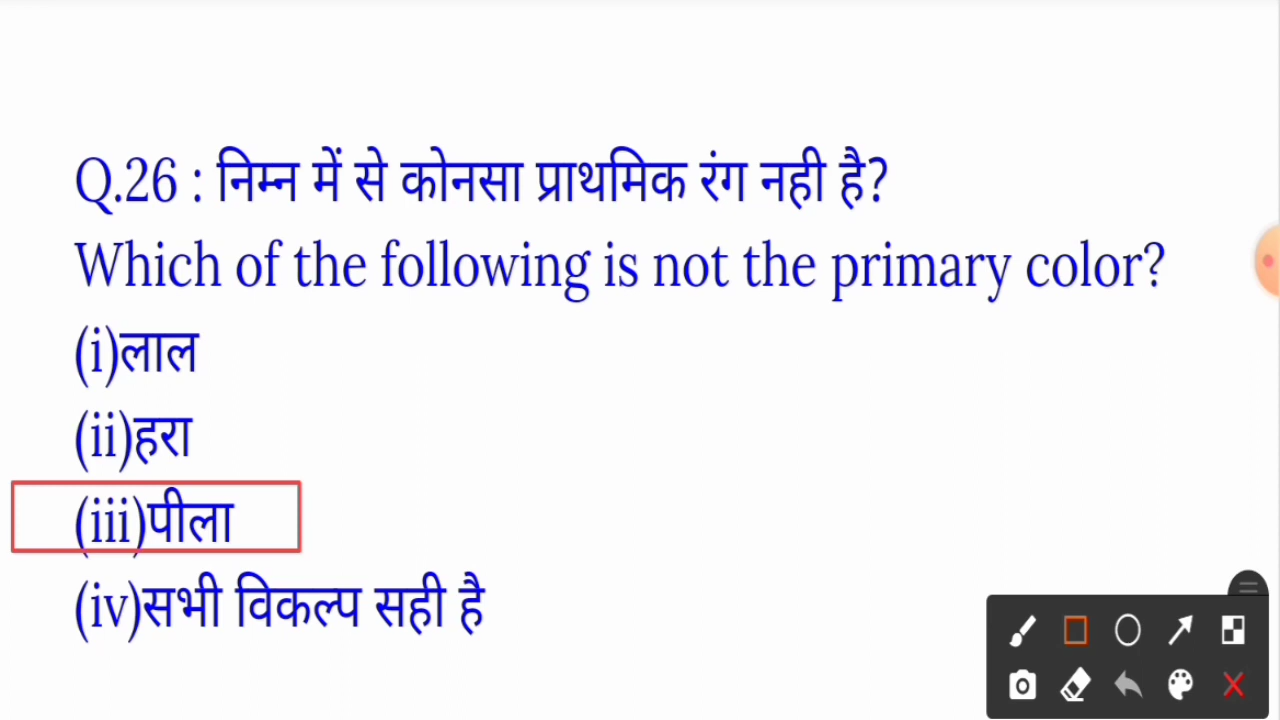 Q.26 : निम्न में से कोनसा प्राथमिक रंग नही है?
Which of the following is not the primary color?
(i)लाल
(ii)हरा
(iii)पीला
(iv)सभी विकल्प सही है